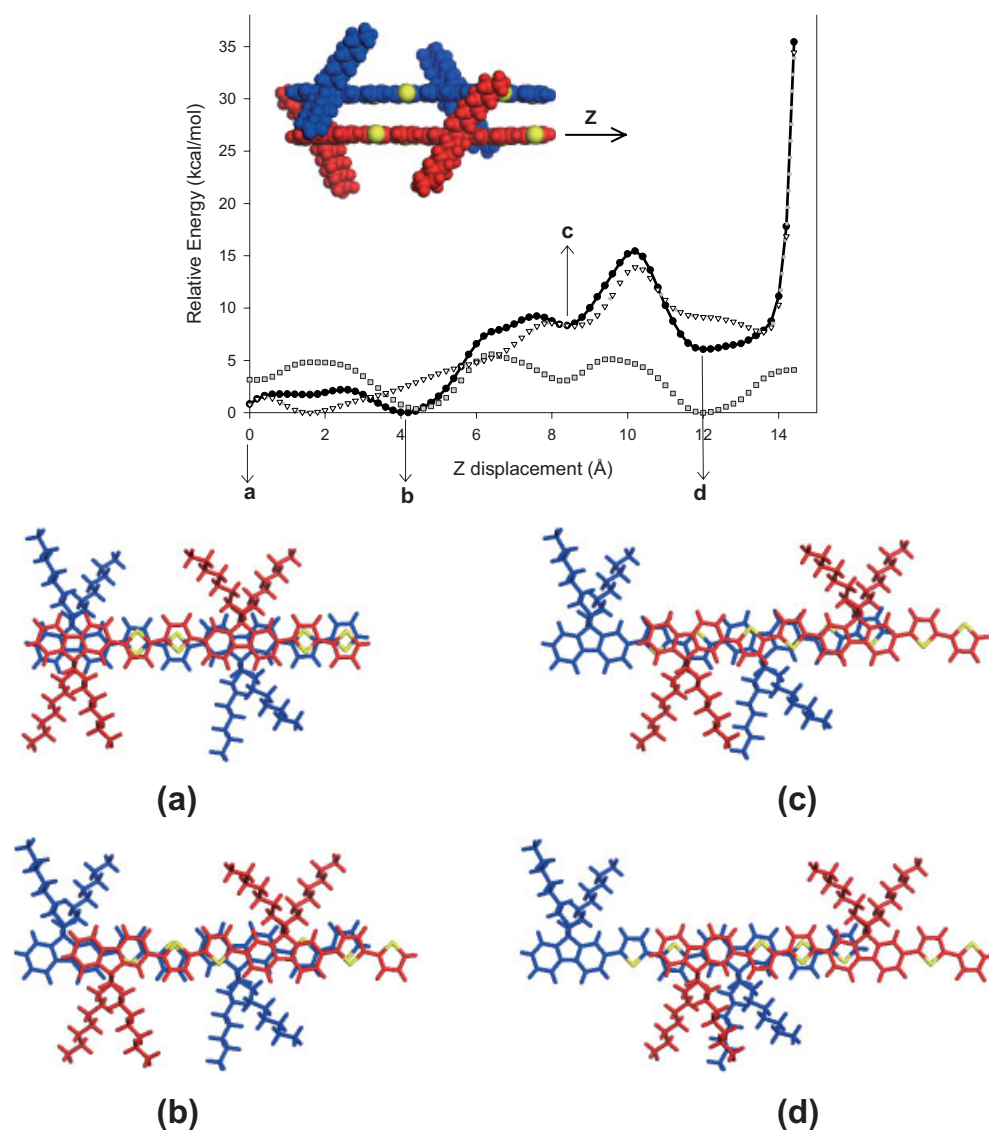 Relative Energy (kcal/mol)
35
30
25
20
15
10
5
0
Z
c
0 2 4 6 8 10 12 14
Z displacement (Å)
a
b
d
(a)
(c)
(b)
(d)